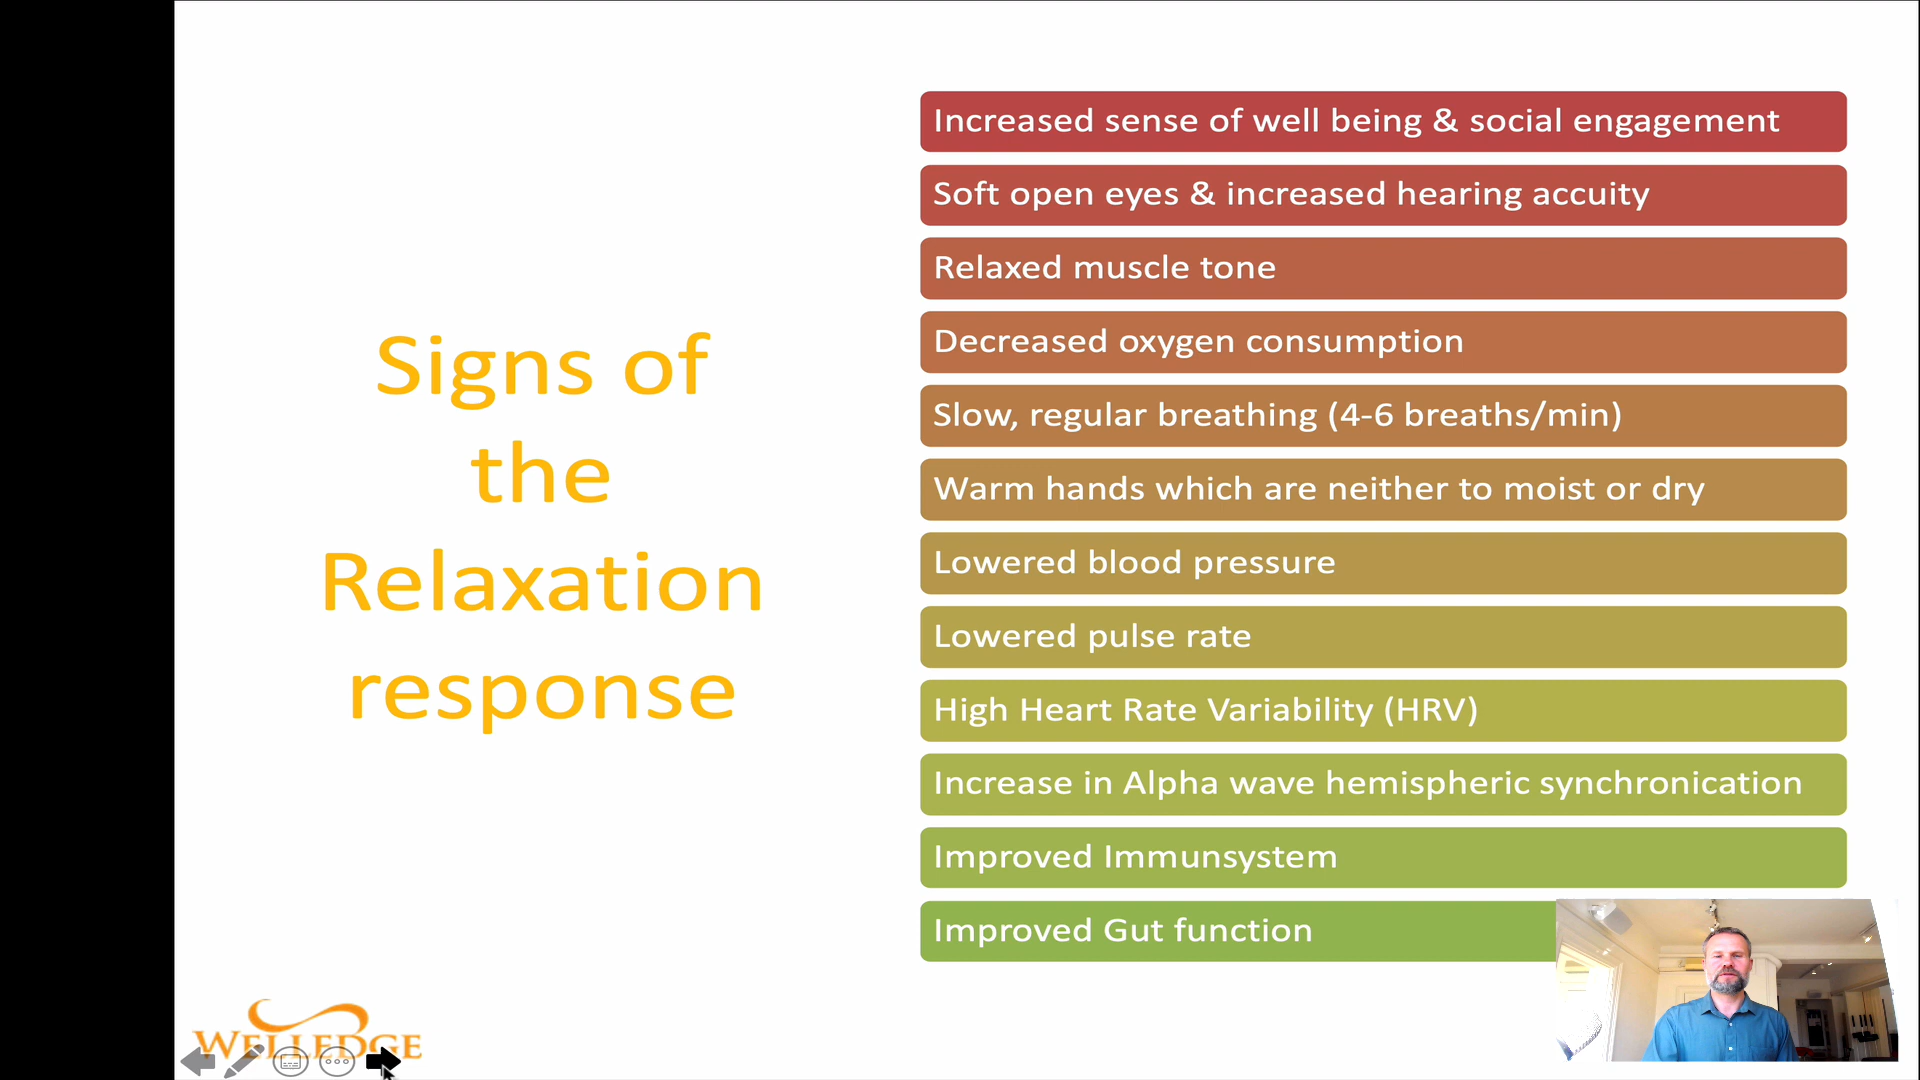 Signs of
the
Relaxation
response
Increased sense of well being & social engagement
Soft open eyes & increased hearing accuity
Relaxed muscle tone
Decreased oxygen consumption
Slow, regular breathing (4-6 breaths/min)
Warm hands which are neither to moist or dry
Lowered blood pressure
Lowered pulse rate
High Heart Rate Variability (HRV)
Increase in Alpha wave hemispheric synchronication
Improved Immunsystem
Improved Gut function
WELLEDGE